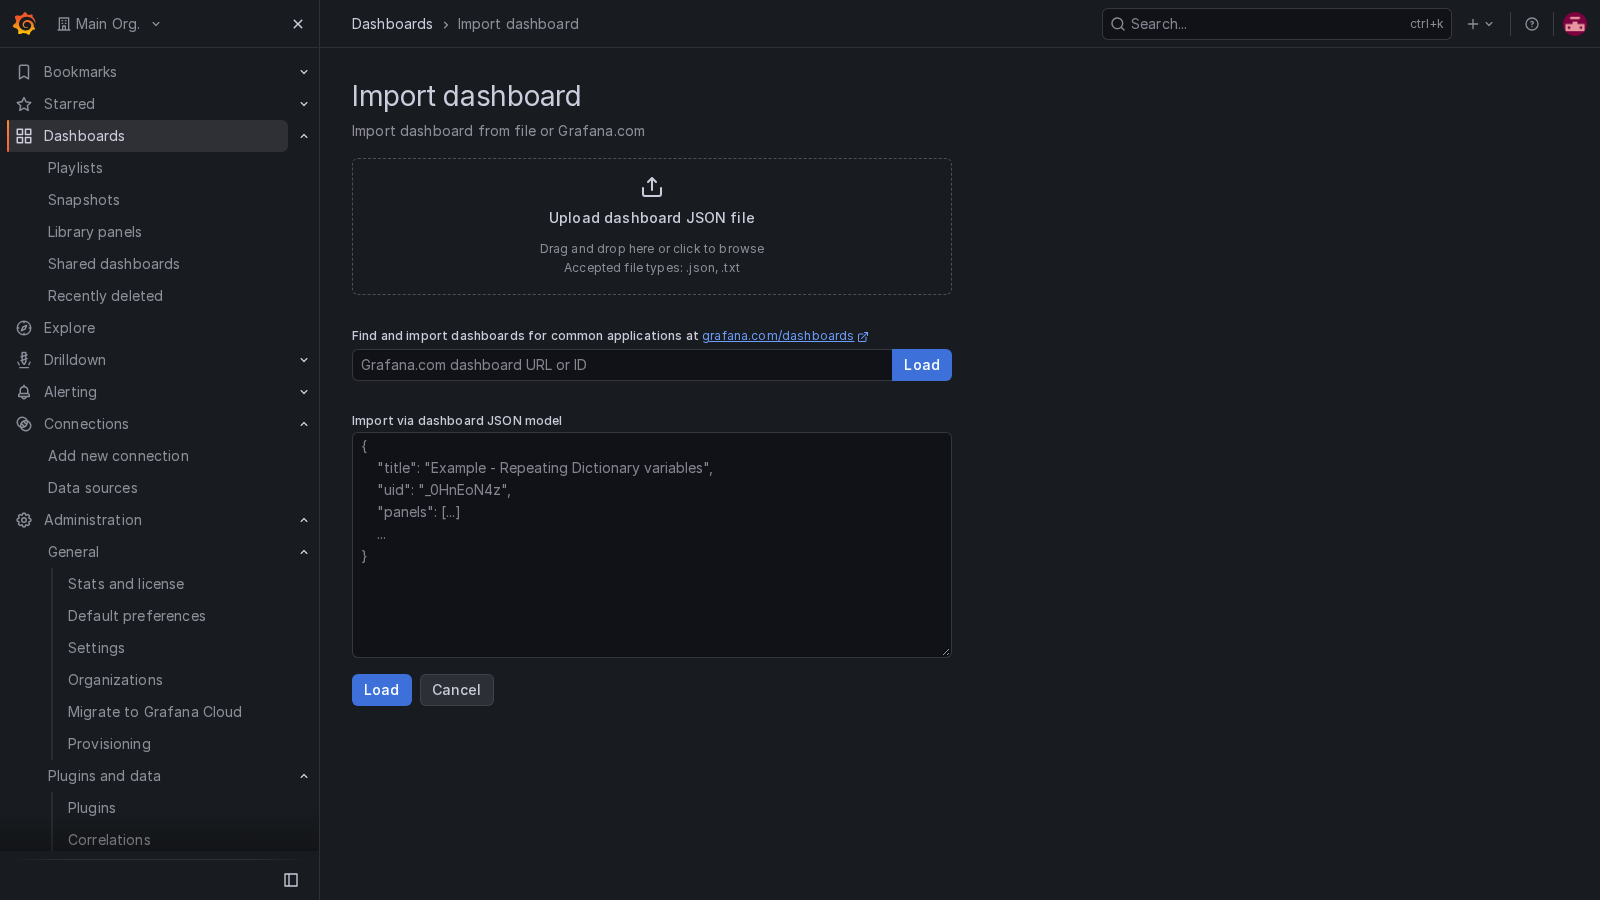 Main Org.
Dashboards
Import dashboard
Search...
ctrl+k
Bookmarks
Starred
Dashboards
Playlists
Snapshots
Library panels
Shared dashboards
Recently deleted
Explore
Drilldown
Alerting
Connections
Add new connection
Data sources
Administration
General
Stats and license
Default preferences
Settings
Organizations
Migrate to Grafana Cloud
Provisioning
Plugins and data
Plugins
Correlations
Import dashboard
Import dashboard from file or Grafana.com
Upload dashboard JSON file
Drag and drop here or click to browse
Accepted file types: .json, .txt
Find and import dashboards for common applications at grafana.com/dashboards
Grafana.com dashboard URL or ID
Load
Import via dashboard JSON model
{
"title": "Example - Repeating Dictionary variables",
"uid": "_0HnEoN4z",
"panels": [...]
...
}
Load
Cancel